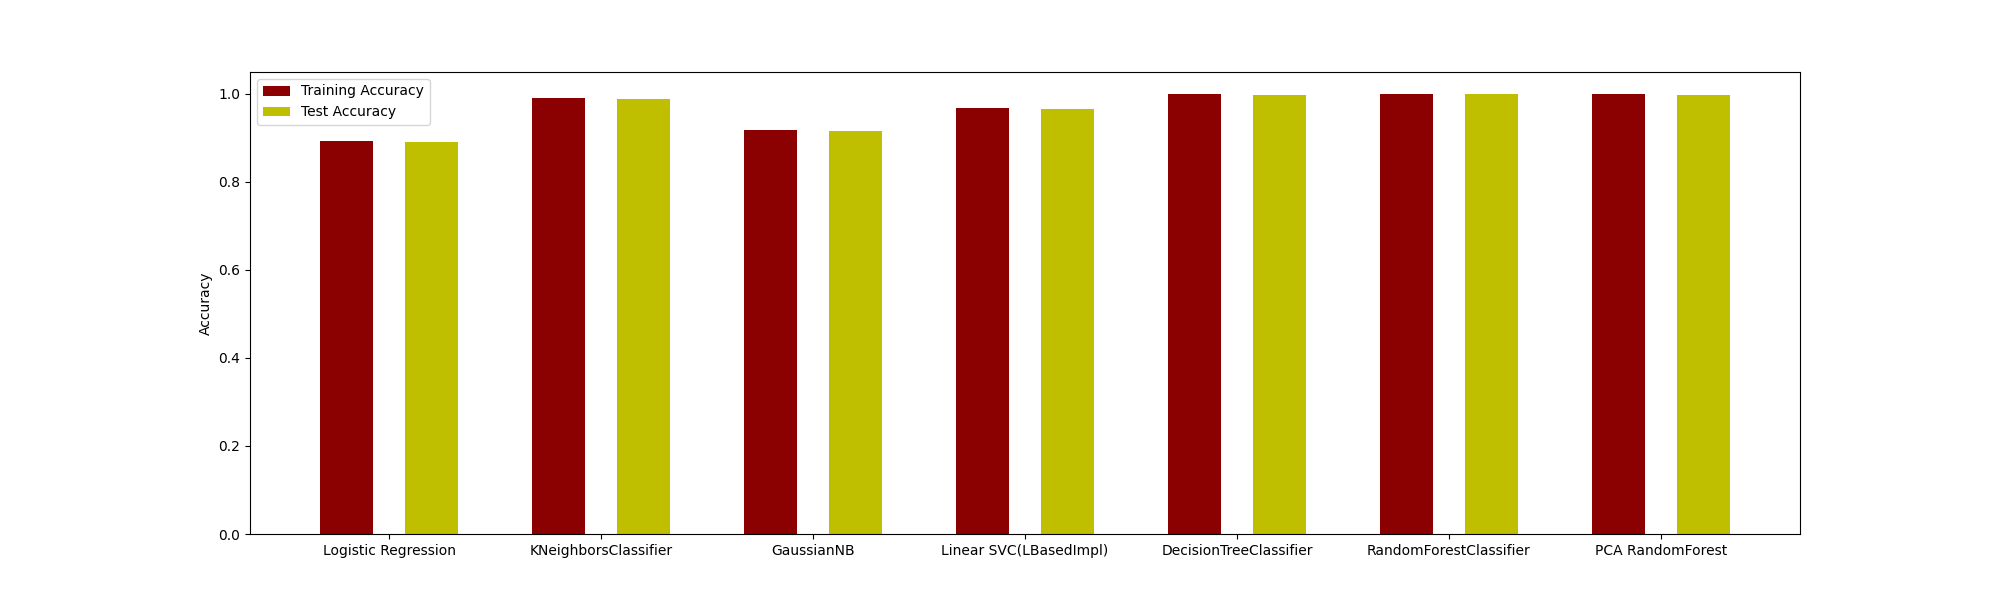 Training Accuracy
Test Accuracy
Accuracy
1.0
0.8
0.6
0.4
0.2
0.0
Logistic Regression KNeighborsClassifier GaussianNB Linear SVC(LBasedImpl) DecisionTreeClassifier RandomForestClassifier PCA RandomForest